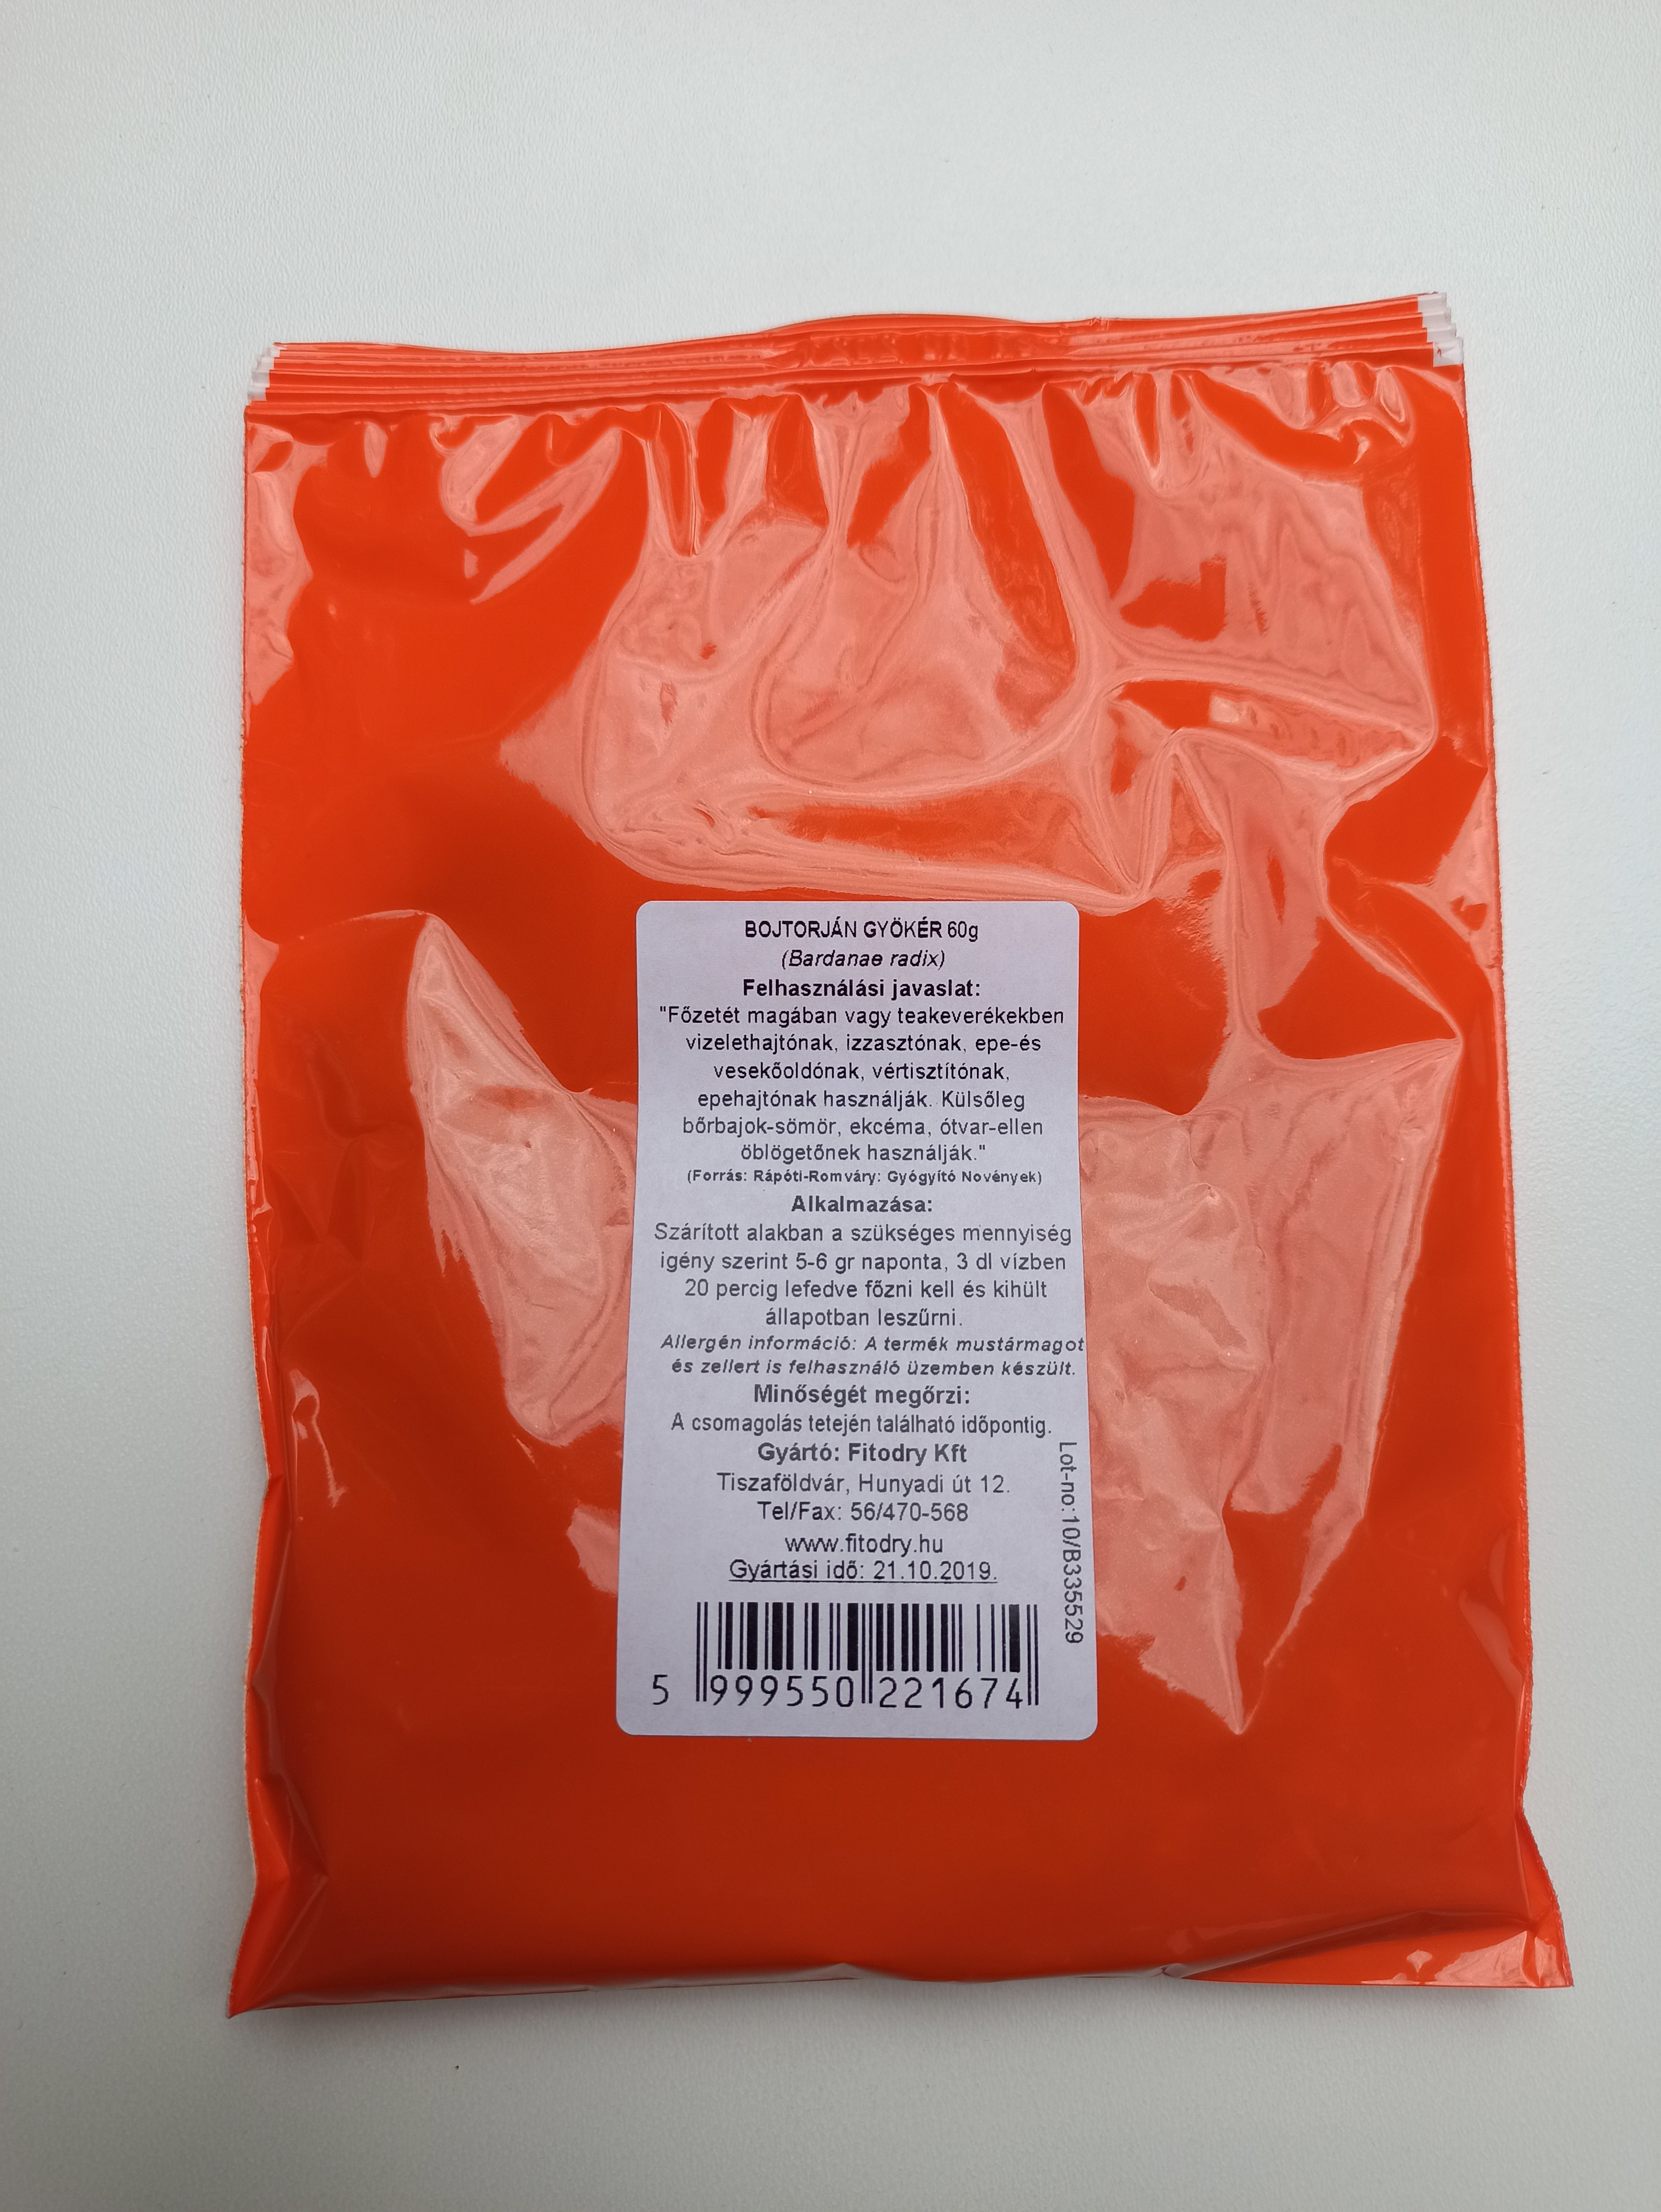 BOJTORJÁN GYÖKÉR 60g
(Bardanae radix)
Felhasználási javaslat:
"Főzetét magában vagy teakeverékekben
vizelethajtónak, izzasztónak, epe-és
vesekőoldónak, vértisztítónak,
epehajtónak használják. Külsőleg
bőrbajok-sömör, ekcéma, ótvar-ellen
öblögetőnek használják."
(Forrás: Rápóti-Romváry: Gyógyító Növények)
Alkalmazása:
Szárított alakban a szükséges mennyiség
igény szerint 5-6 gr naponta, 3 dl vízben
20 percig lefedve főzni kell és kihült
állapotban leszűrni.
Allergén információ: A termék mustármagot
és zellert is felhasználó üzemben készült.
Minőségét megőrzi:
A csomagolás tetején található időpontig.
Gyártó: Fitodry Kft
Tiszaföldvár, Hunyadi út 12.
Tel/Fax: 56/470-568
www.fitodry.hu
Gyártási idő: 21.10.2019.
Lot-no:10/B335529
5 999550 221674